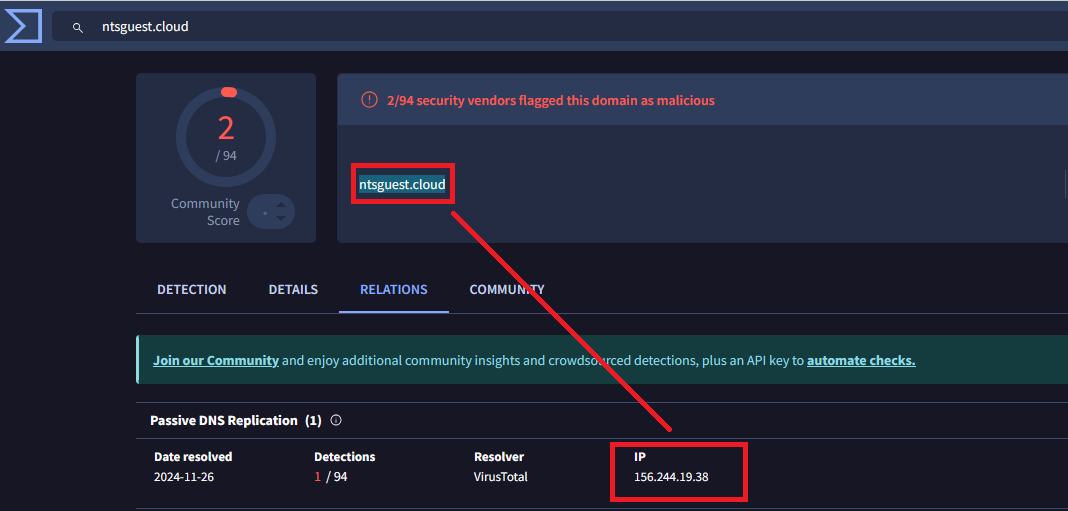 ntsguest.cloud
2
/ 94
Community
Score
2/94 security vendors flagged this domain as malicious
ntsguest.cloud
DETECTION DETAILS RELATIONS COMMUNITY
Join our Community and enjoy additional community insights and crowdsourced detections, plus an API key to automate checks.
Passive DNS Replication (1)
Date resolved Detections Resolver IP
2024-11-26 1 / 94 VirusTotal 156.244.19.38